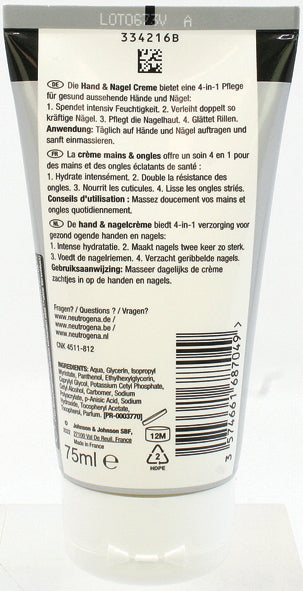 LOT0623V A
334216B
DE Die Hand & Nagel Creme bietet eine 4-in-1 Pflege
für gesund aussehende Hände und Nägel:
1. Spendet intensiv Feuchtigkeit. 2. Verleiht doppelt so
kräftige Nägel. 3. Pflegt die Nagelhaut. 4. Glättet Rillen.
Anwendung: Täglich auf Hände und Nägel auftragen und
sanft einmassieren.
FR La crème mains & ongles offre un soin 4 en 1 pour
des mains et des ongles éclatants de santé :
1. Hydrate intensément. 2. Double la résistance des
ongles. 3. Nourrit les cuticules. 4. Lisse les ongles striés.
Conseils d'utilisation : Massez doucement vos mains et
ongles quotidiennement.
NL De hand & nagelcrème biedt 4-in-1 verzorging voor
gezond ogende handen en nagels:
1. Intense hydratatie. 2. Maakt nagels twee keer zo sterk.
3. Voedt de nagelriemen. 4. Verzacht geribbelde nagels.
Gebruiksaanwijzing: Masseer dagelijks de crème
zachtjes in op de handen en nagels.
Fragen? / Questions ? / Vragen?
www.neutrogena.de /
www.neutrogena.be /
www.neutrogena.nl
CNK 4511-812
INGREDIENTS: Aqua, Glycerin, Isopropyl
Myristate, Panthenol, Ethylhexylglycerin,
Caprylyl Glycol, Potassium Cetyl Phosphate,
Cetyl Alcohol, Carbomer, Sodium
Polyacrylate, p-Anisic Acid, Sodium
Hydroxide, Tocopheryl Acetate,
Tocopherol, Parfum. [PR-0003770]
Johnson & Johnson SBF,
27100 Val De Reuil, France
Made in France
75ml e
12M
2
HDPE
3574661687049